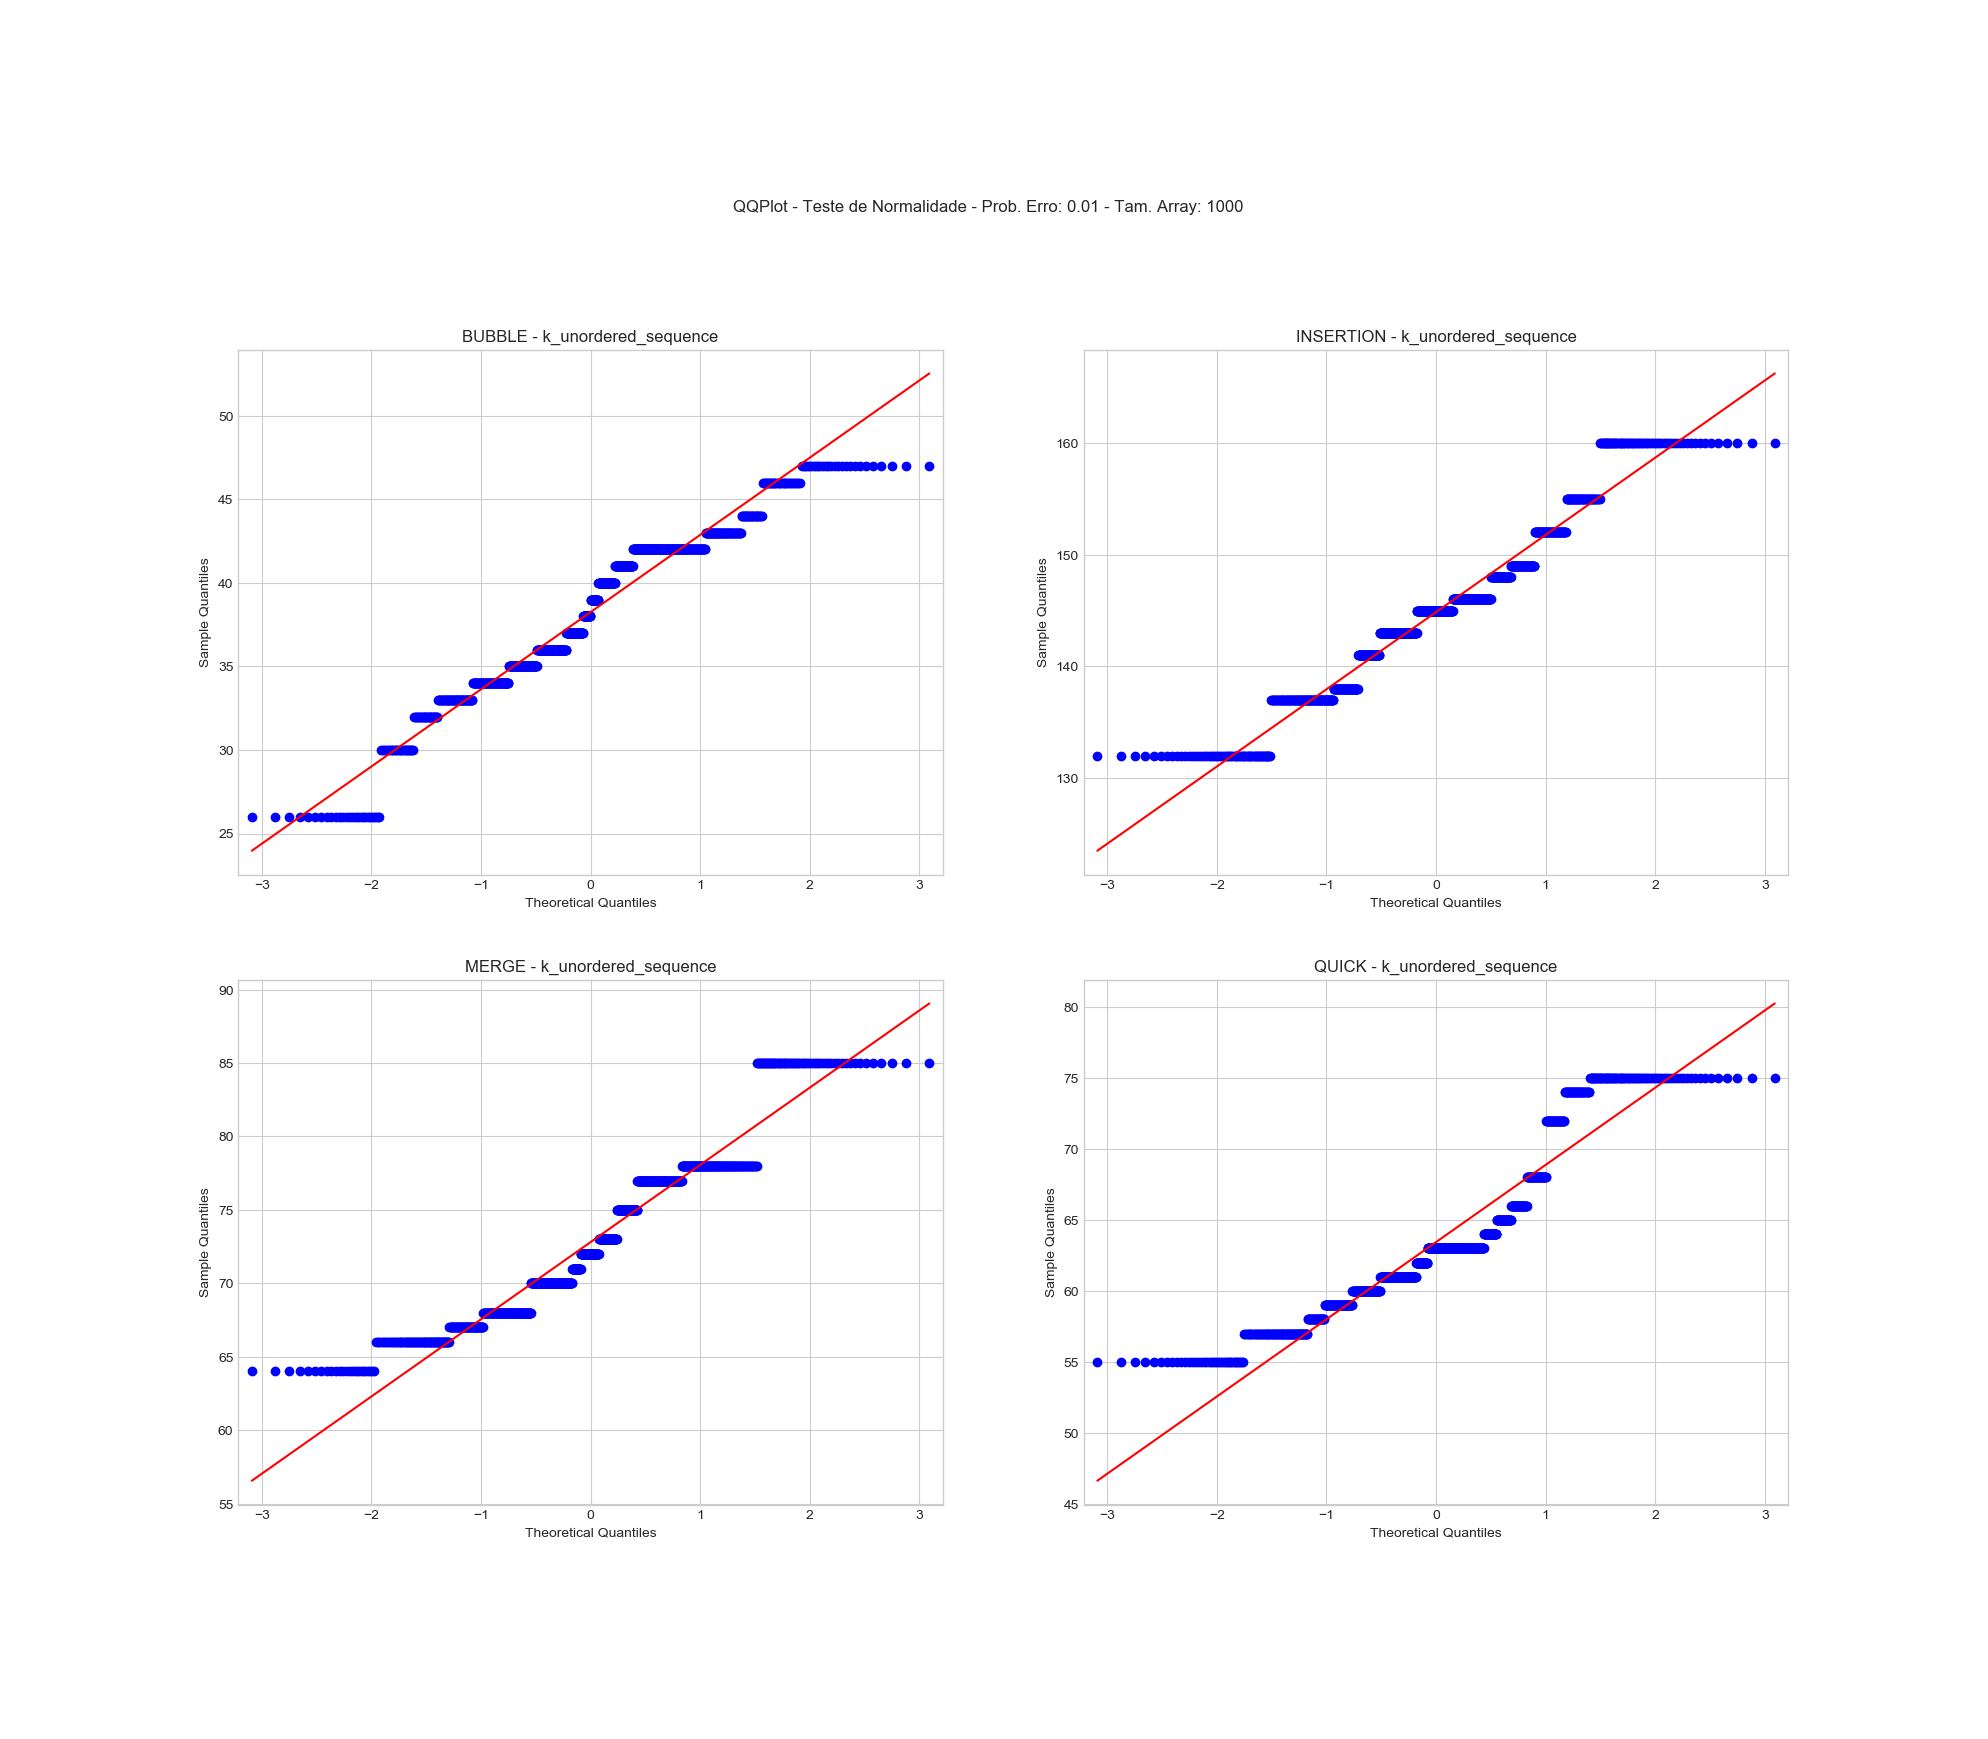 QQPlot - Teste de Normalidade - Prob. Erro: 0.01 - Tam. Array: 1000
BUBBLE - k_unordered_sequence
Sample Quantiles
50
45
40
35
30
25
−3 −2 −1 0 1 2 3
Theoretical Quantiles
INSERTION - k_unordered_sequence
Sample Quantiles
160
150
140
130
−3 −2 −1 0 1 2 3
Theoretical Quantiles
MERGE - k_unordered_sequence
Sample Quantiles
90
85
80
75
70
65
60
55
−3 −2 −1 0 1 2 3
Theoretical Quantiles
QUICK - k_unordered_sequence
Sample Quantiles
80
75
70
65
60
55
50
45
−3 −2 −1 0 1 2 3
Theoretical Quantiles